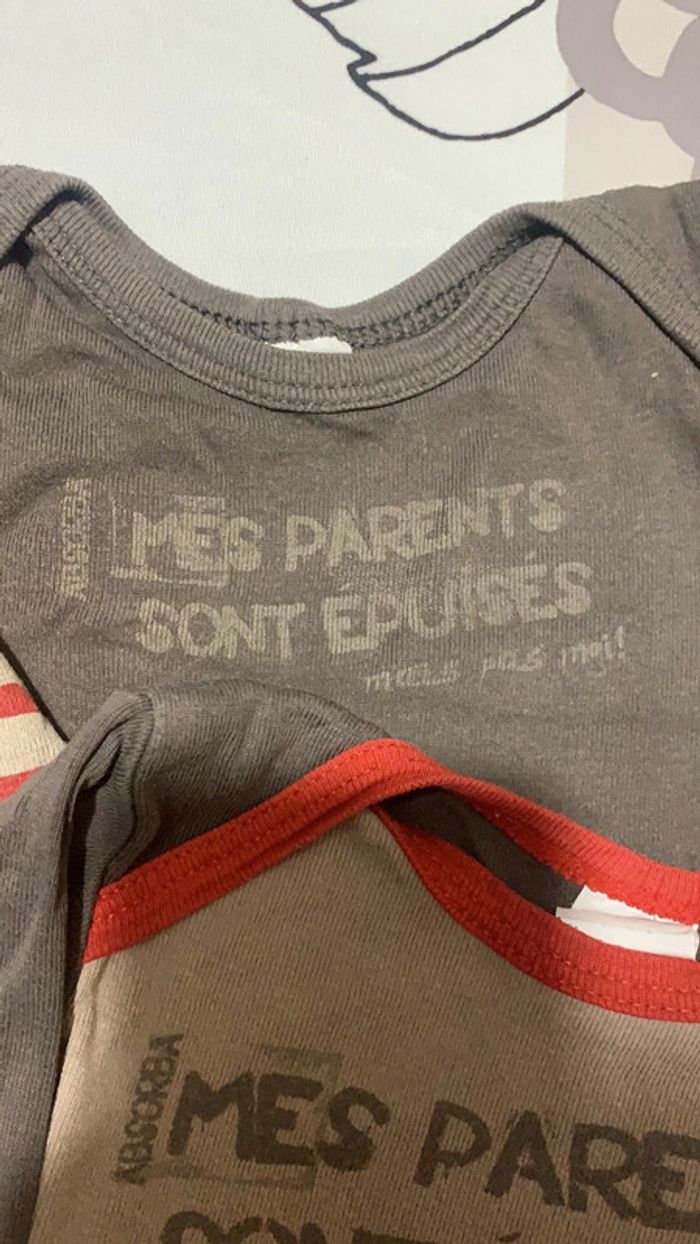 ABSORBA
MES PARENTS
SONT ÉPUISÉS
mais pas moi!
ABSORBA
MES PARE